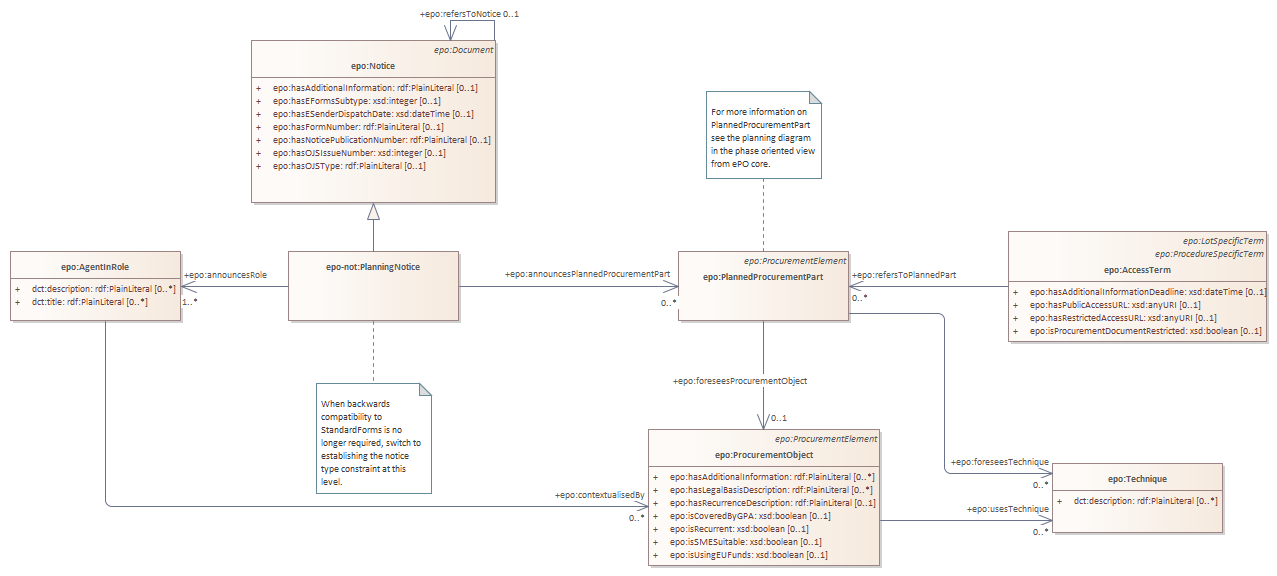 +epo:refersToNotice 0..1
epo:Document
epo:Notice
+ epo:hasAdditionalInformation: rdf:PlainLiteral [0..1]
+ epo:hasEFormsSubtype: xsd:integer [0..1]
+ epo:hasESenderDispatchDate: xsd:dateTime [0..1]
+ epo:hasFormNumber: rdf:PlainLiteral [0..1]
+ epo:hasNoticePublicationNumber: rdf:PlainLiteral [0..1]
+ epo:hasOJSIssueNumber: xsd:integer [0..1]
+ epo:hasOJSType: rdf:PlainLiteral [0..1]
For more information on
PlannedProcurementPart
see the planning diagram
in the phase oriented view
from ePO core.
epo:AgentInRole
+ dct:description: rdf:PlainLiteral [0..*]
+ dct:title: rdf:PlainLiteral [0..*]
+epo:announcesRole
1..*
epo-not:PlanningNotice
+epo:announcesPlannedProcurementPart
0..*
epo:ProcurementElement
epo:PlannedProcurementPart
+epo:refersToPlannedPart
0..*
epo:LotSpecificTerm
epo:ProcedureSpecificTerm
epo:AccessTerm
+ epo:hasAdditionalInformationDeadline: xsd:dateTime [0..1]
+ epo:hasPublicAccessURL: xsd:anyURI [0..1]
+ epo:hasRestrictedAccessURL: xsd:anyURI [0..1]
+ epo:isProcurementDocumentRestricted: xsd:boolean [0..1]
When backwards
compatibility to
StandardForms is no
longer required, switch to
establishing the notice
type constraint at this
level.
+epo:foreseesProcurementObject
0..1
+epo:contextualisedBy
0..*
epo:ProcurementElement
epo:ProcurementObject
+ epo:hasAdditionalInformation: rdf:PlainLiteral [0..*]
+ epo:hasLegalBasisDescription: rdf:PlainLiteral [0..*]
+ epo:hasRecurrenceDescription: rdf:PlainLiteral [0..1]
+ epo:isCoveredByGPA: xsd:boolean [0..1]
+ epo:isRecurrent: xsd:boolean [0..1]
+ epo:isSMESuitable: xsd:boolean [0..1]
+ epo:isUsingEUFunds: xsd:boolean [0..1]
+epo:foreseesTechnique
0..*
+epo:usesTechnique
0..*
epo:Technique
+ dct:description: rdf:PlainLiteral [0..*]